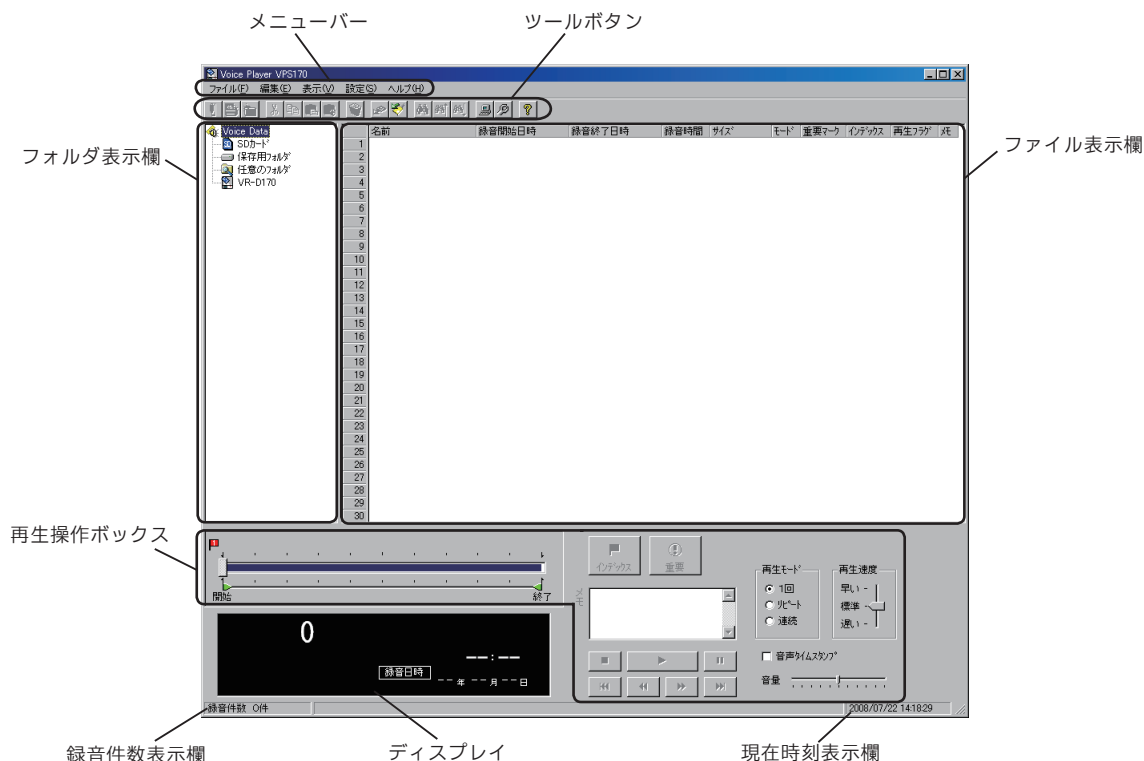 メニューバー
ツールボタン
Voice Player VPS170
ファイル(F) 編集(E) 表示(V) 設定(S) ヘルプ(H)
フォルダ表示欄
ファイル表示欄
Voice Data
SDカード
保存用フォルダ
任意のフォルダ
VR-D170
名前 録音開始日時 録音終了日時 録音時間 サイズ モード 重要マーク インデックス 再生フラグ メモ
1
2
3
4
5
6
7
8
9
10
11
12
13
14
15
16
17
18
19
20
21
22
23
24
25
26
27
28
29
30
再生操作ボックス
1
開始 終了
インデックス 重要
メモ
再生モード
1回
リピート
連続
再生速度
早い
標準
遅い
音声タイムスタンプ
音量
0
--:--
録音日時 --年--月--日
録音件数 0件
2008/07/22 14:18:29
録音件数表示欄
ディスプレイ
現在時刻表示欄